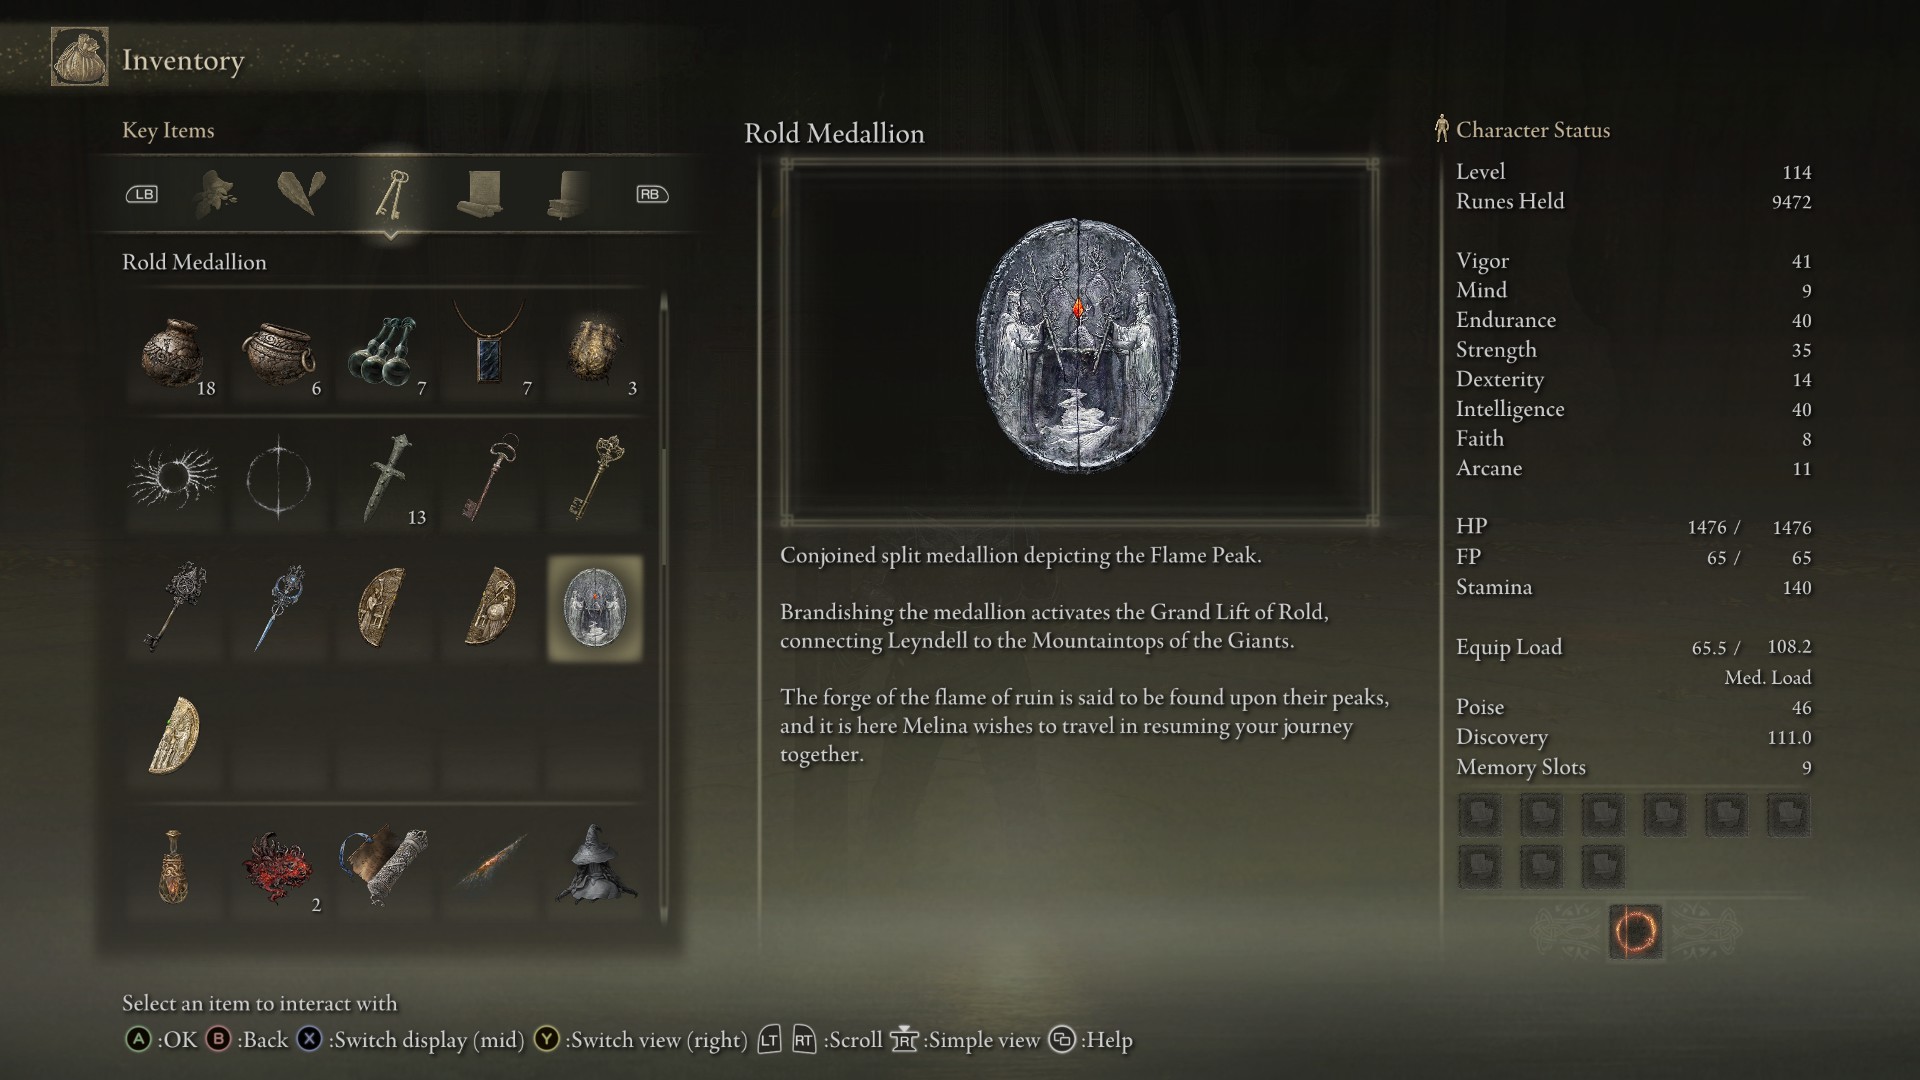 Inventory
Key Items
LB
RB
Rold Medallion
18
6
7
7
3
13
2
Rold Medallion
Conjoined split medallion depicting the Flame Peak.
Brandishing the medallion activates the Grand Lift of Rold,
connecting Leyndell to the Mountaintops of the Giants.
The forge of the flame of ruin is said to be found upon their peaks,
and it is here Melina wishes to travel in resuming your journey
together.
Character Status
Level 114
Runes Held 9472
Vigor 41
Mind 9
Endurance 40
Strength 35
Dexterity 14
Intelligence 40
Faith 8
Arcane 11
HP 1476 / 1476
FP 65 / 65
Stamina 140
Equip Load 65.5 / 108.2
Med. Load
Poise 46
Discovery 111.0
Memory Slots 9
Select an item to interact with
A :OK B :Back X :Switch display (mid) Y :Switch view (right) LT RT :Scroll R :Simple view :Help